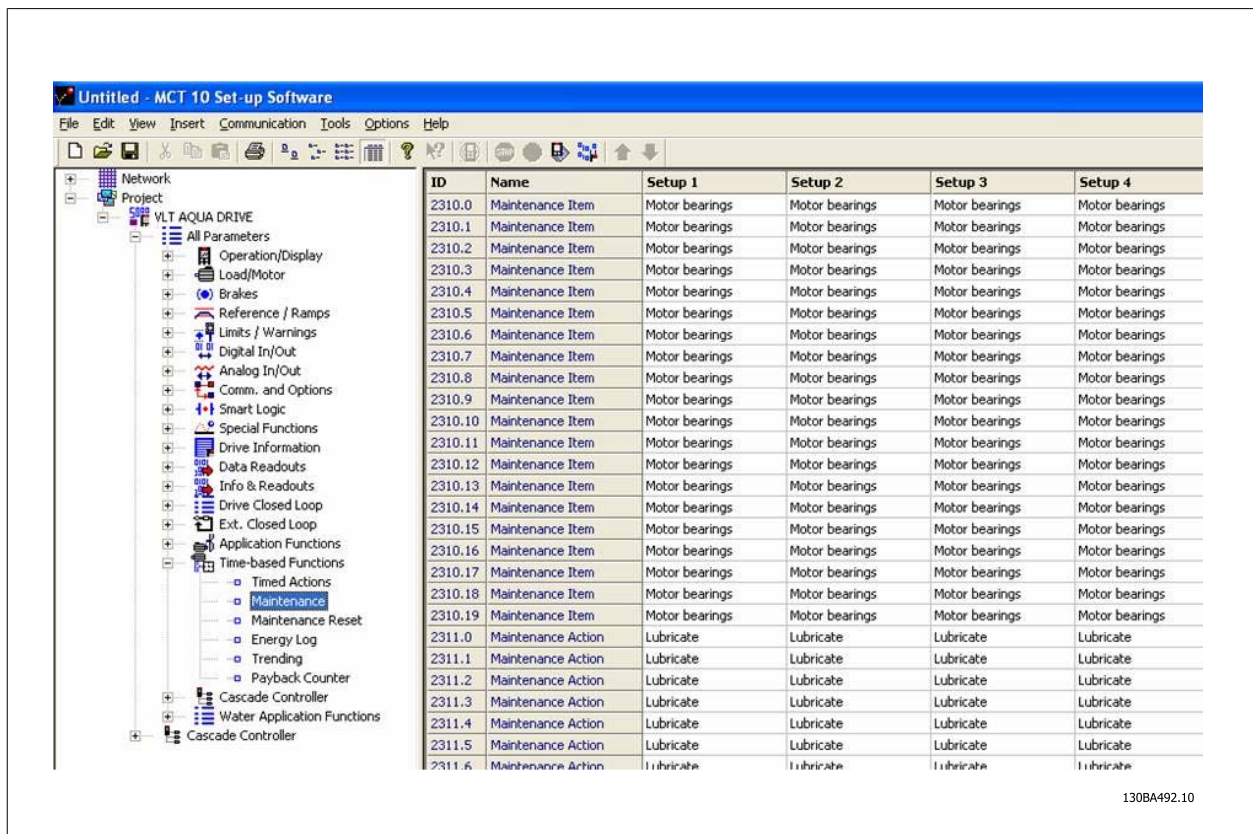 Untitled - MCT 10 Set-up Software
File Edit View Insert Communication Tools Options Help
Network
Project
VLT AQUA DRIVE
All Parameters
Operation/Display
Load/Motor
Brakes
Reference / Ramps
Limits / Warnings
Digital In/Out
Analog In/Out
Comm. and Options
Smart Logic
Special Functions
Drive Information
Data Readouts
Info & Readouts
Drive Closed Loop
Ext. Closed Loop
Application Functions
Time-based Functions
Timed Actions
Maintenance
Maintenance Reset
Energy Log
Trending
Payback Counter
Cascade Controller
Water Application Functions
Cascade Controller
ID Name Setup 1 Setup 2 Setup 3 Setup 4
2310.0 Maintenance Item Motor bearings Motor bearings Motor bearings Motor bearings
2310.1 Maintenance Item Motor bearings Motor bearings Motor bearings Motor bearings
2310.2 Maintenance Item Motor bearings Motor bearings Motor bearings Motor bearings
2310.3 Maintenance Item Motor bearings Motor bearings Motor bearings Motor bearings
2310.4 Maintenance Item Motor bearings Motor bearings Motor bearings Motor bearings
2310.5 Maintenance Item Motor bearings Motor bearings Motor bearings Motor bearings
2310.6 Maintenance Item Motor bearings Motor bearings Motor bearings Motor bearings
2310.7 Maintenance Item Motor bearings Motor bearings Motor bearings Motor bearings
2310.8 Maintenance Item Motor bearings Motor bearings Motor bearings Motor bearings
2310.9 Maintenance Item Motor bearings Motor bearings Motor bearings Motor bearings
2310.10 Maintenance Item Motor bearings Motor bearings Motor bearings Motor bearings
2310.11 Maintenance Item Motor bearings Motor bearings Motor bearings Motor bearings
2310.12 Maintenance Item Motor bearings Motor bearings Motor bearings Motor bearings
2310.13 Maintenance Item Motor bearings Motor bearings Motor bearings Motor bearings
2310.14 Maintenance Item Motor bearings Motor bearings Motor bearings Motor bearings
2310.15 Maintenance Item Motor bearings Motor bearings Motor bearings Motor bearings
2310.16 Maintenance Item Motor bearings Motor bearings Motor bearings Motor bearings
2310.17 Maintenance Item Motor bearings Motor bearings Motor bearings Motor bearings
2310.18 Maintenance Item Motor bearings Motor bearings Motor bearings Motor bearings
2310.19 Maintenance Item Motor bearings Motor bearings Motor bearings Motor bearings
2311.0 Maintenance Action Lubricate Lubricate Lubricate Lubricate
2311.1 Maintenance Action Lubricate Lubricate Lubricate Lubricate
2311.2 Maintenance Action Lubricate Lubricate Lubricate Lubricate
2311.3 Maintenance Action Lubricate Lubricate Lubricate Lubricate
2311.4 Maintenance Action Lubricate Lubricate Lubricate Lubricate
2311.5 Maintenance Action Lubricate Lubricate Lubricate Lubricate
2311.6 Maintenance Action Lubricate Lubricate Lubricate Lubricate
130BA492.10